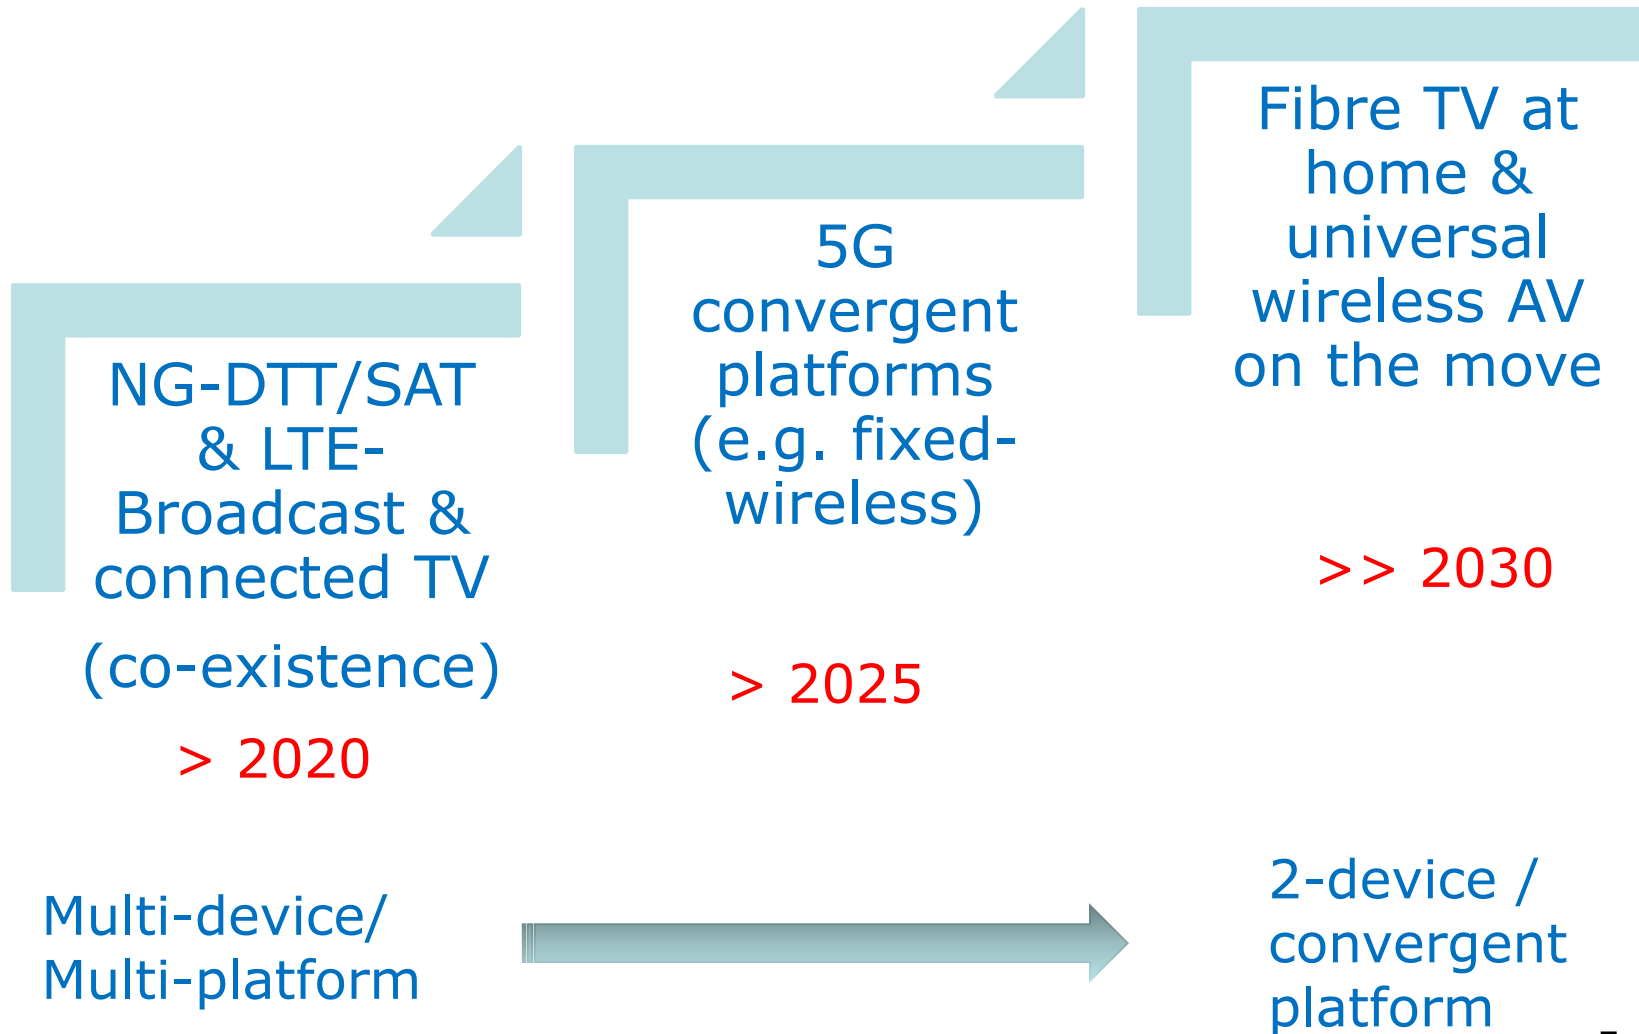 NG-DTT/SAT
& LTE-
Broadcast &
connected TV
(co-existence)
> 2020
5G
convergent
platforms
(e.g. fixed-
wireless)
> 2025
Fibre TV at
home &
universal
wireless AV
on the move
>> 2030
Multi-device/
Multi-platform
2-device /
convergent
platform